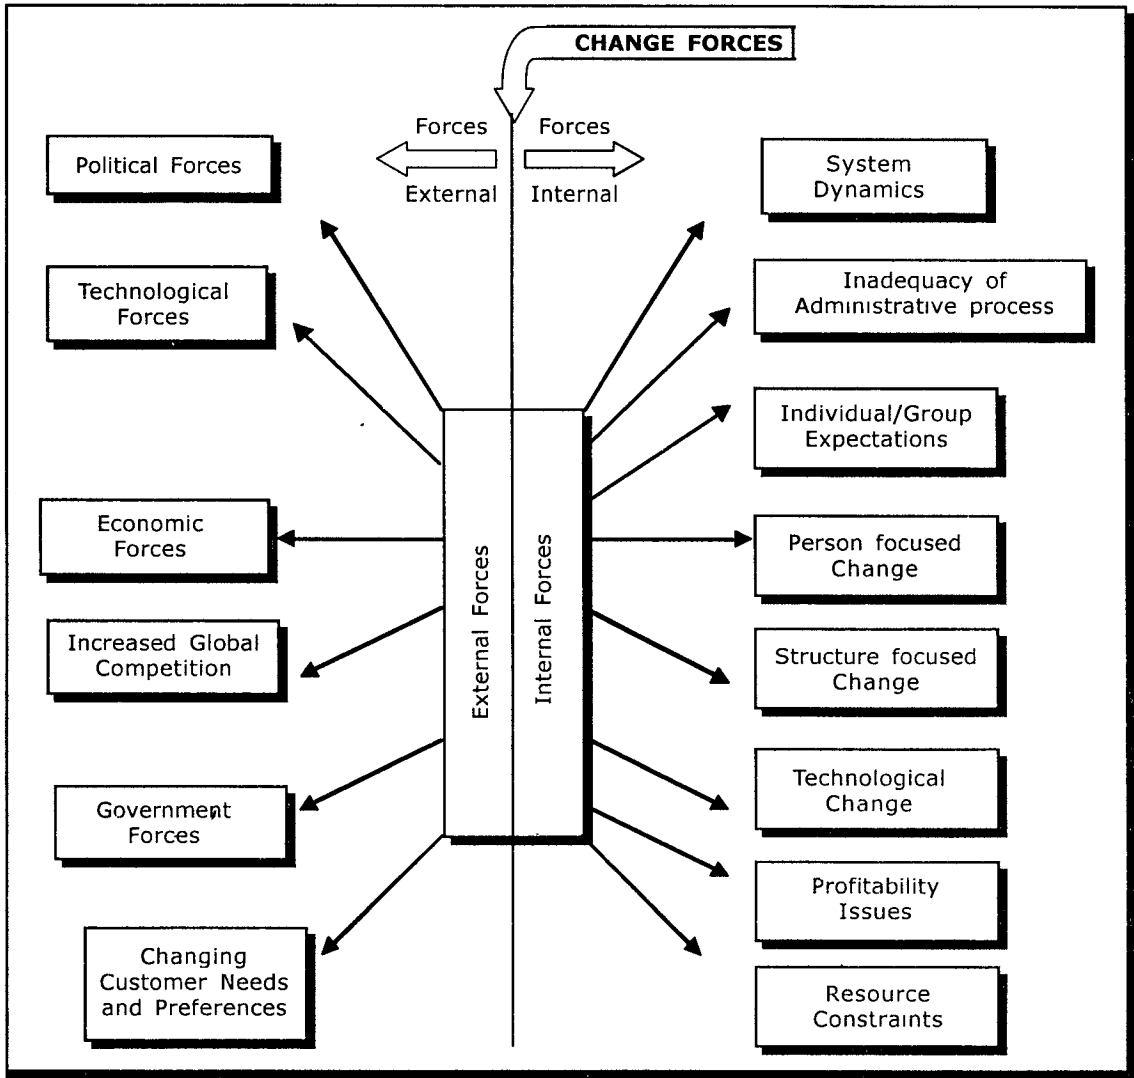 CHANGE FORCES
Forces
External
Forces
Internal
Political Forces
Technological
Forces
Economic
Forces
Increased Global
Competition
Government
Forces
Changing
Customer Needs
and Preferences
External Forces
Internal Forces
System
Dynamics
Inadequacy of
Administrative process
Individual/Group
Expectations
Person focused
Change
Structure focused
Change
Technological
Change
Profitability
Issues
Resource
Constraints